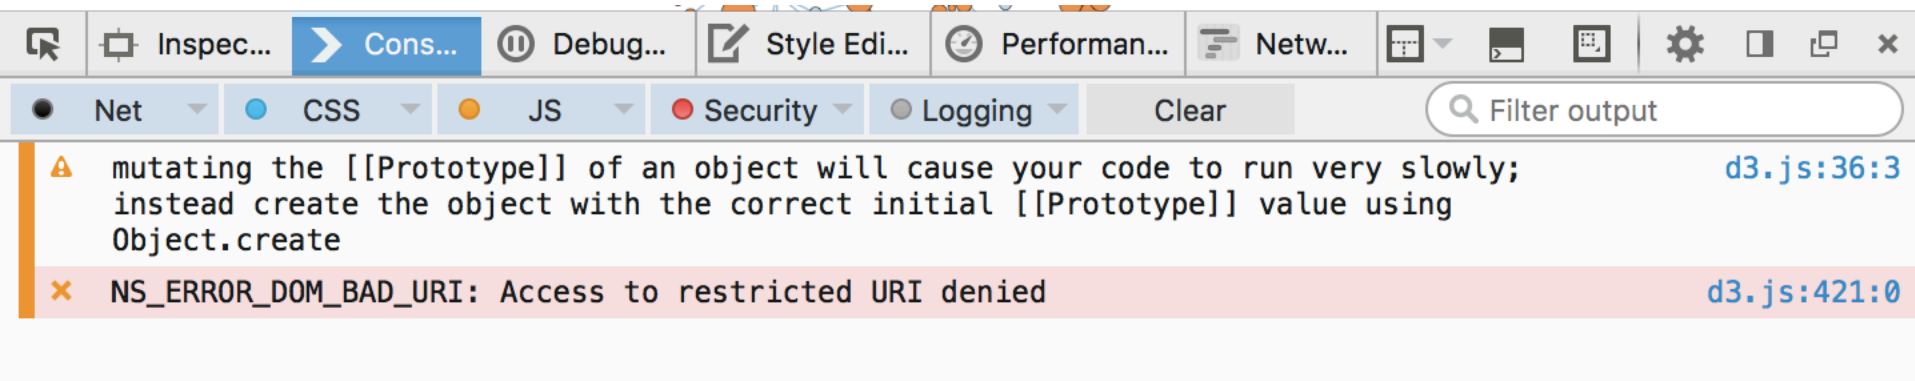 Inspec... Cons... Debug... Style Edi... Performan... Netw...
Net CSS JS Security Logging Clear Filter output
mutating the [[Prototype]] of an object will cause your code to run very slowly; d3.js:36:3
instead create the object with the correct initial [[Prototype]] value using
Object.create
NS_ERROR_DOM_BAD_URI: Access to restricted URI denied d3.js:421:0